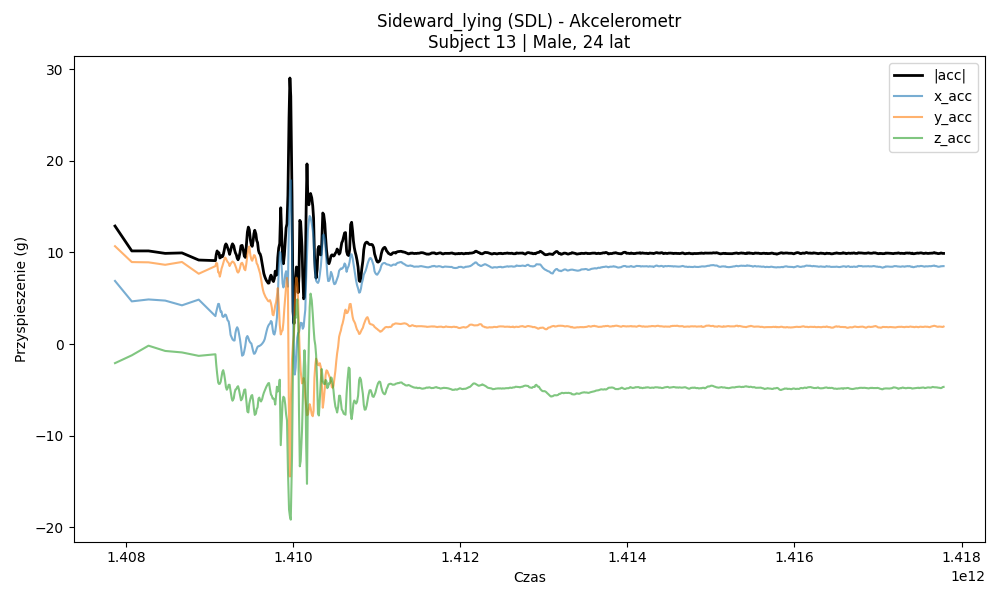 Sideward_lying (SDL) - Akcelerometr
Subject 13 | Male, 24 lat
|acc|
x_acc
y_acc
z_acc
Przyspieszenie (g)
30
20
10
0
−10
−20
1.408
1.410
1.412
1.414
1.416
1.418
1e12
Czas